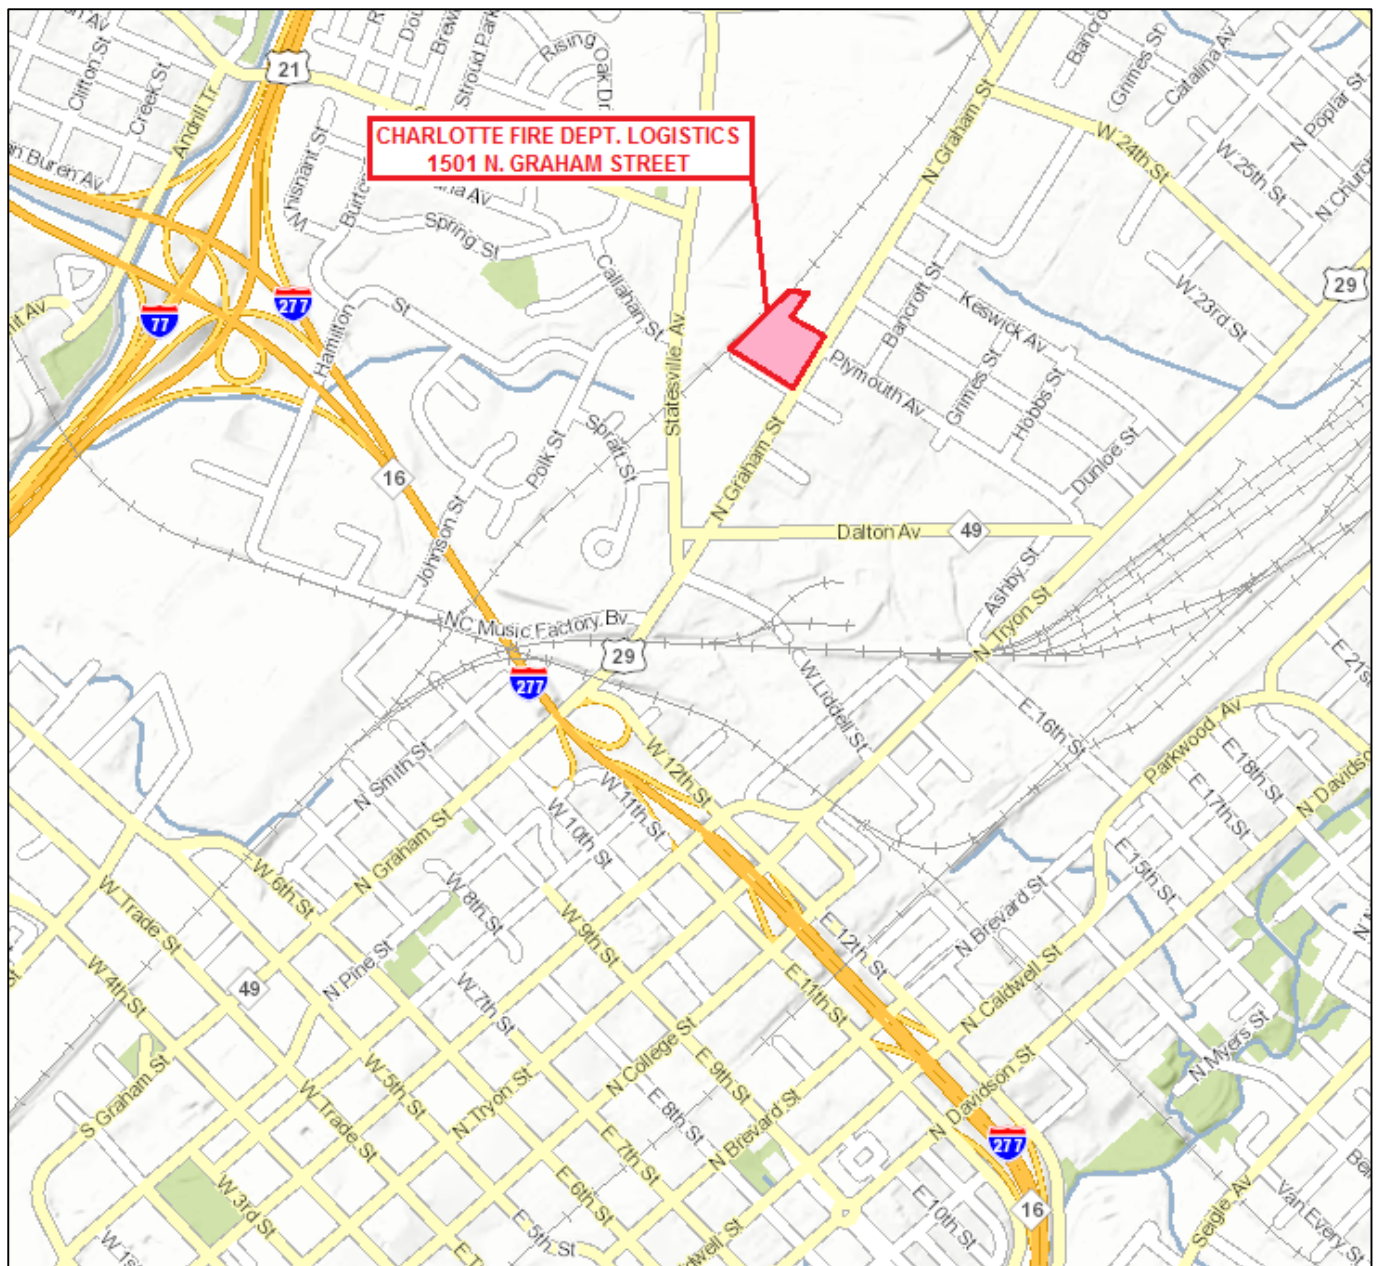 CHARLOTTE FIRE DEPT. LOGISTICS
1501 N. GRAHAM STREET
Clifton St
Creek St
Andrill Tr
21
Stroud Park
Rising Oak Dr
N Graham St
Bancroft
Grimes St
Catalina Av
N Poplar St
W 24th St
W 25th St
N Church
Buren Av
Whisnant St
Spring St
Callahan St
Statesville Av
Bancroft St
Keswick Av
W 23rd St
29
77
277
Hamilton
St
Plymouth Av
Grimes St
Hobbs St
Dunloe St
Polk St
Spratt St
N Graham St
16
Johnson St
Dalton Av
49
Ashby St
N Tryon St
NC Music Factory Bv
29
277
W Liddell St
E 16th St
E 21st
Parkwood Av
N Smith St
W 12th St
W 11th St
W 10th St
E 18th St
E 17th St
N Davidson
N Graham St
E 15th St
W 6th St
W 8th St
W 9th St
W Trade St
N Brevard St
E 12th St
N Caldwell St
W 4th St
49
N Pine St
W 7th St
E 11th St
N Myers St
S Graham St
W 5th St
N College St
E 9th St
N Davidson St
W Trade St
N Tryon St
E 8th St
N Brevard St
277
E 7th St
W 3rd St
E 6th St
E 5th St
E 10th St
16
Seigle Av
Van Every St